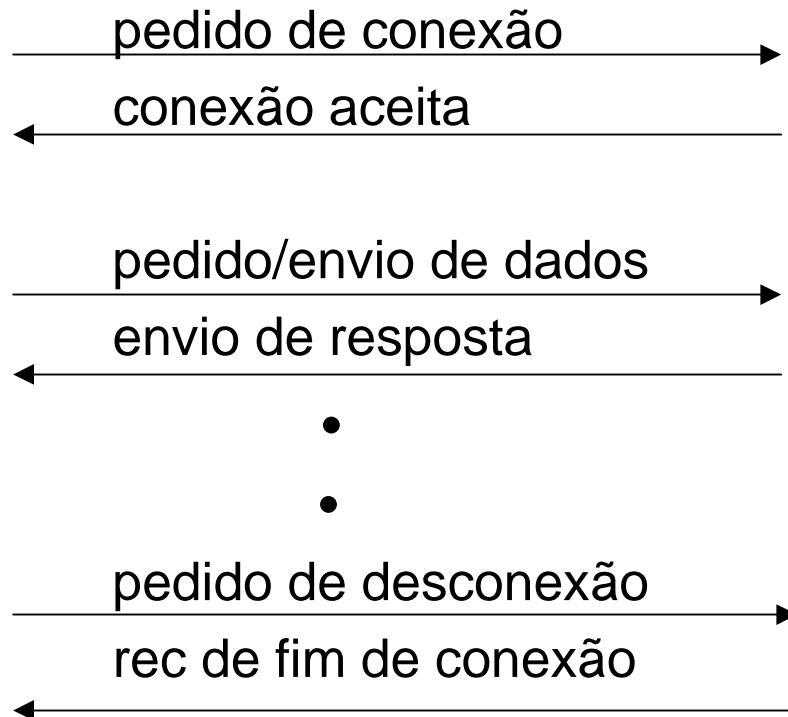 pedido de conexão
conexão aceita
pedido/envio de dados
envio de resposta
pedido de desconexão
rec de fim de conexão